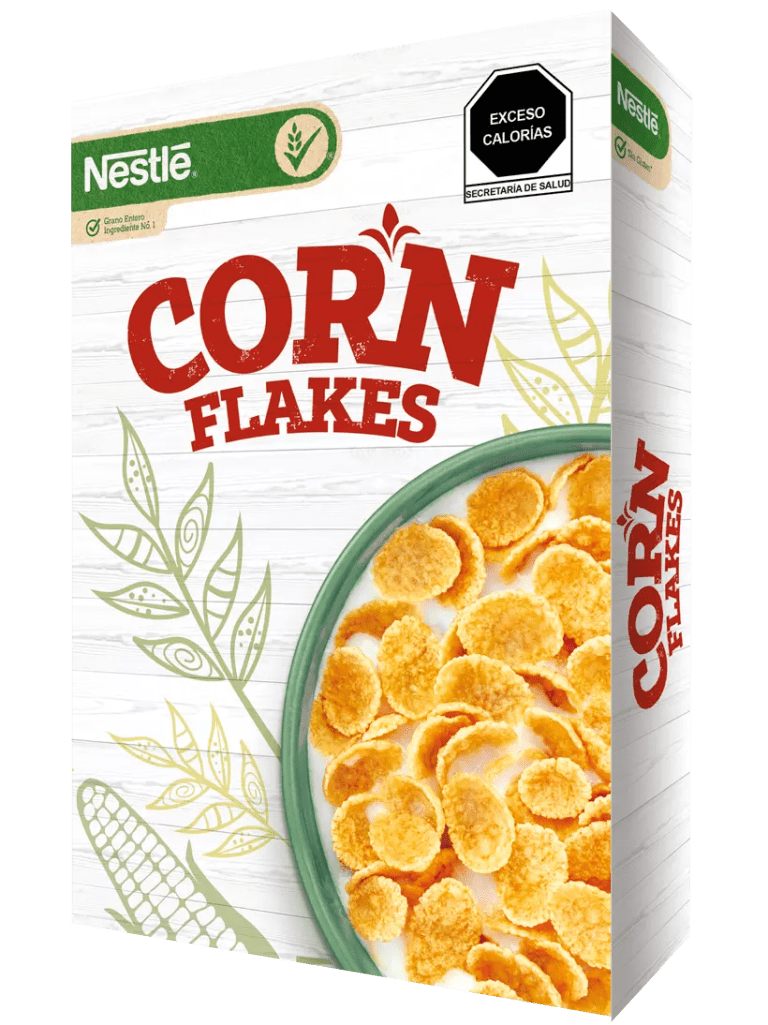 Nestlé
Grano Entero
Ingrediente No. 1
EXCESO
CALORÍAS
SECRETARÍA DE SALUD
CORN
FLAKES
Nestlé
CORN
FLAKES